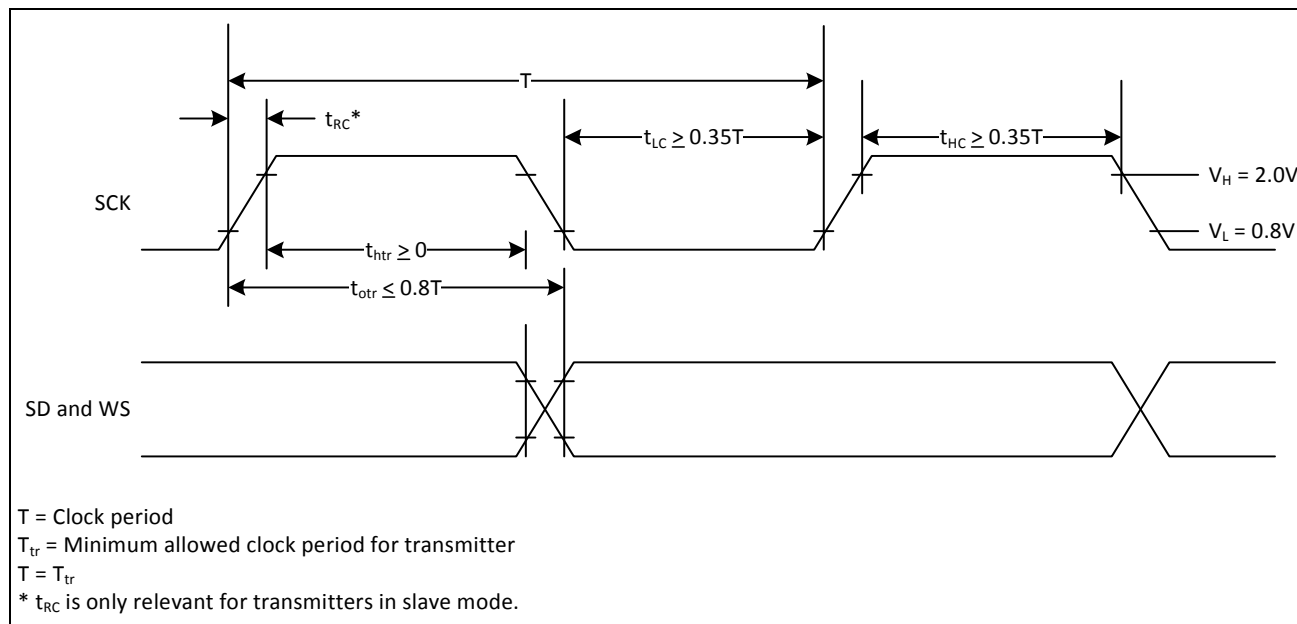 T
t_RC*
t_LC ≥ 0.35T
t_HC ≥ 0.35T
V_H = 2.0V
SCK
V_L = 0.8V
t_htr ≥ 0
t_otr ≤ 0.8T
SD and WS
T = Clock period
T_tr = Minimum allowed clock period for transmitter
T = T_tr
* t_RC is only relevant for transmitters in slave mode.